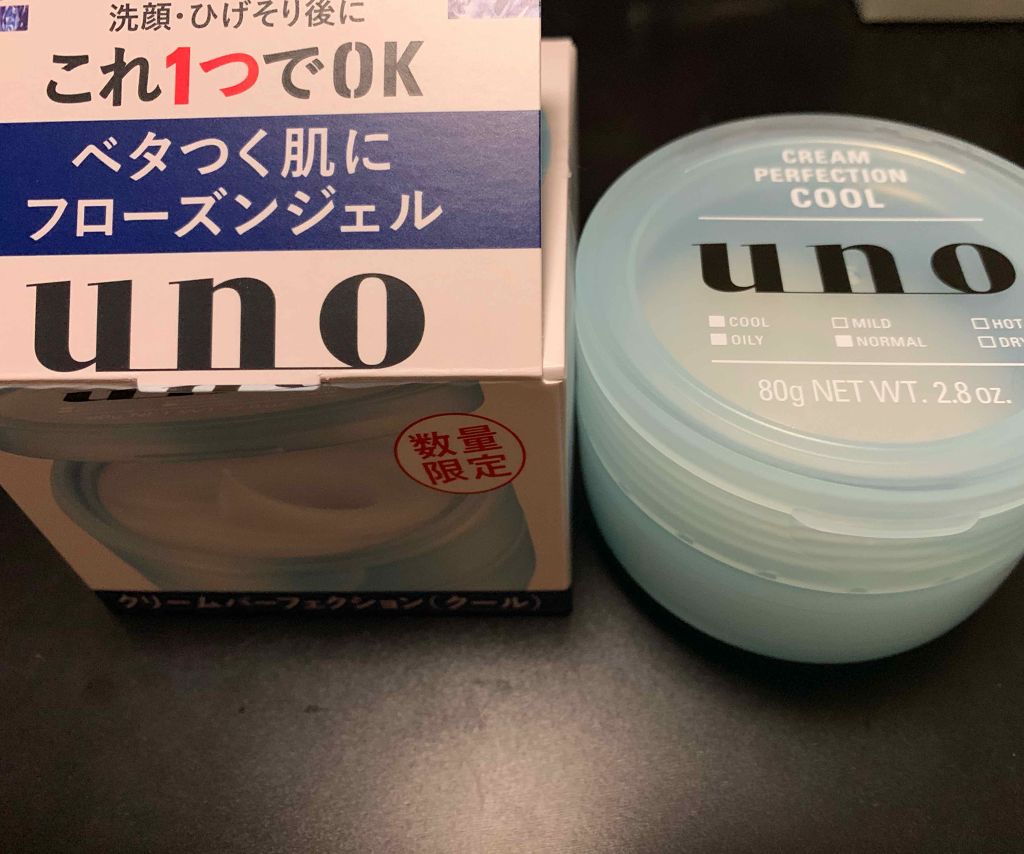 洗顔・ひげそり後に
これ1つでOK
ベタつく肌に
フローズンジェル
uno
数量
限定
クリームパーフェクション(クール)
CREAM
PERFECTION
COOL
uno
COOL MILD HOT
OILY NORMAL DRY
80g NET WT. 2.8 oz.